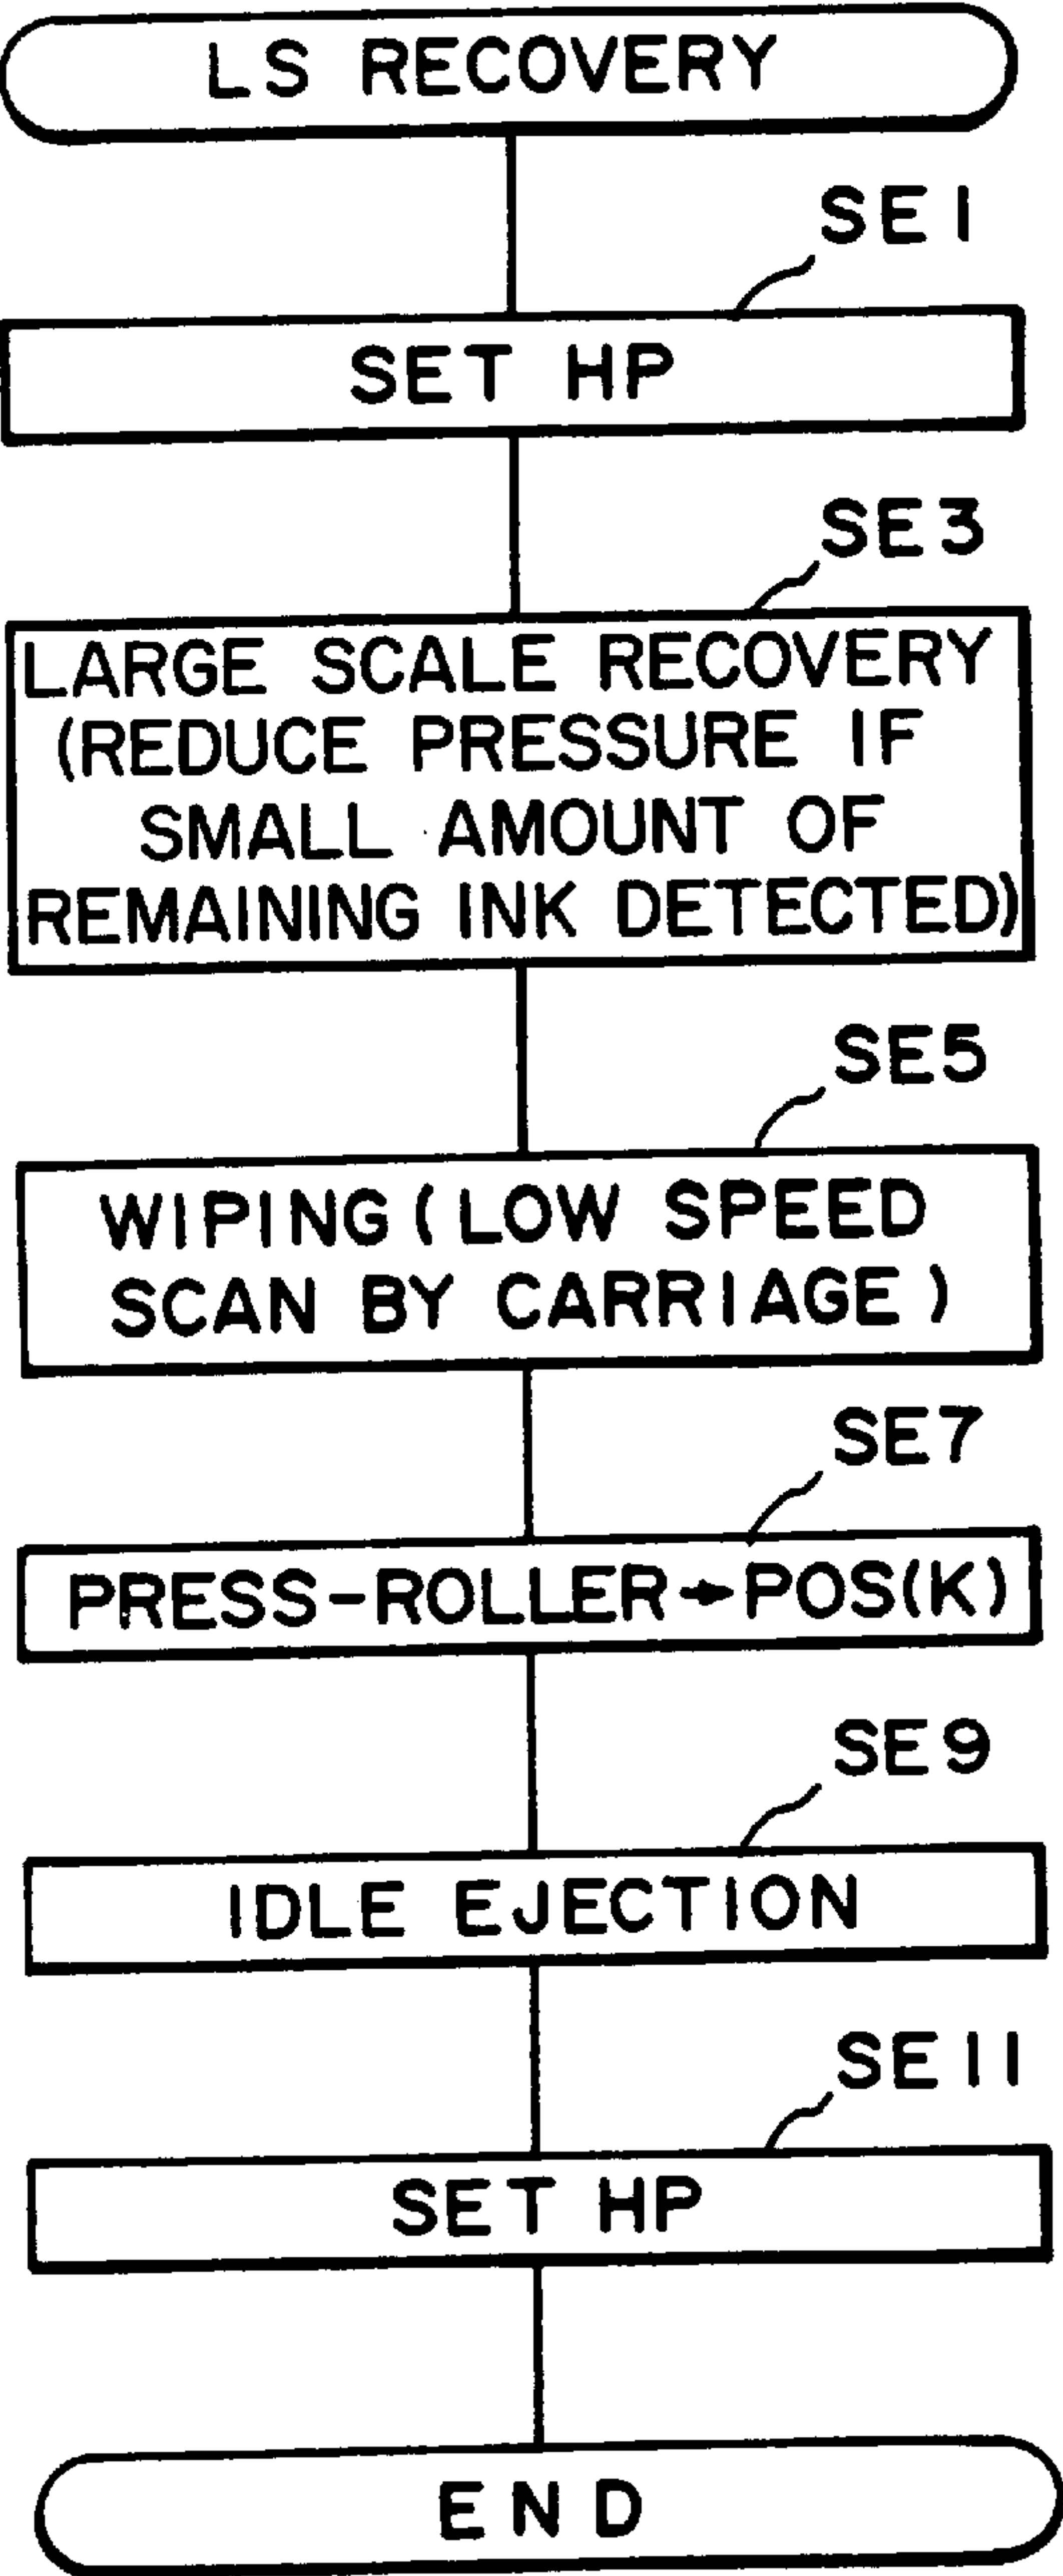 LS RECOVERY
SE1
SET HP
SE3
LARGE SCALE RECOVERY
(REDUCE PRESSURE IF
SMALL AMOUNT OF
REMAINING INK DETECTED)
SE5
WIPING (LOW SPEED
SCAN BY CARRIAGE)
SE7
PRESS-ROLLER→POS(K)
SE9
IDLE EJECTION
SE11
SET HP
END